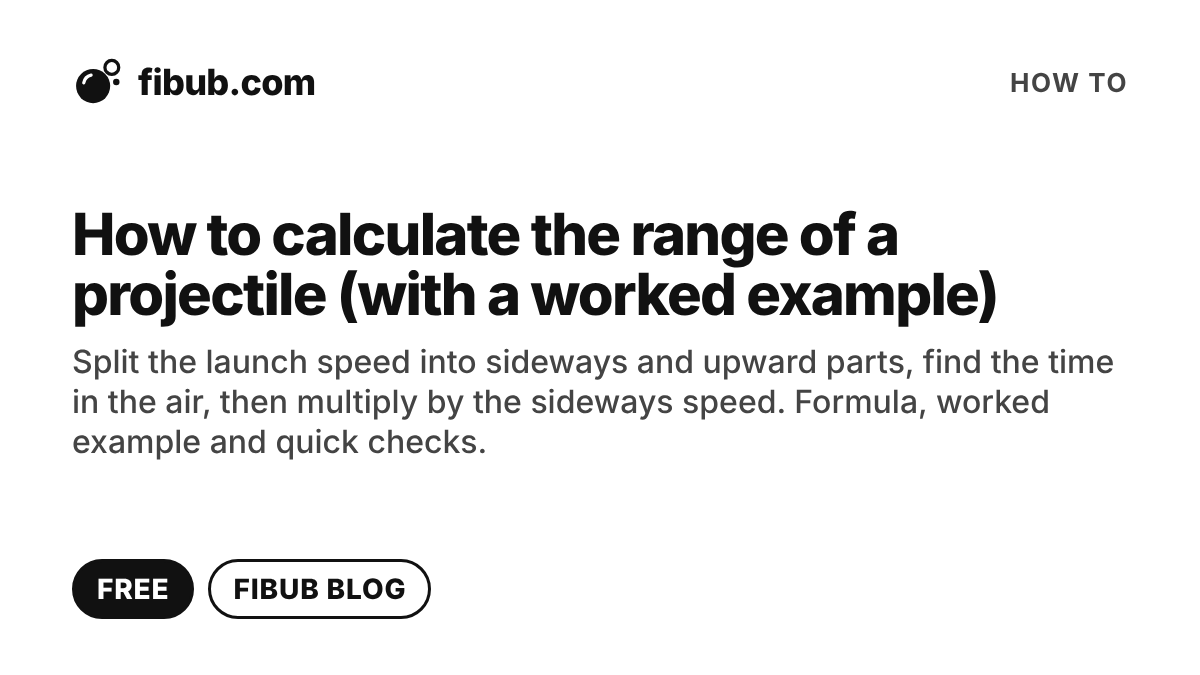 fibub.com
HOW TO
How to calculate the range of a
projectile (with a worked example)
Split the launch speed into sideways and upward parts, find the time
in the air, then multiply by the sideways speed. Formula, worked
example and quick checks.
FREE
FIBUB BLOG